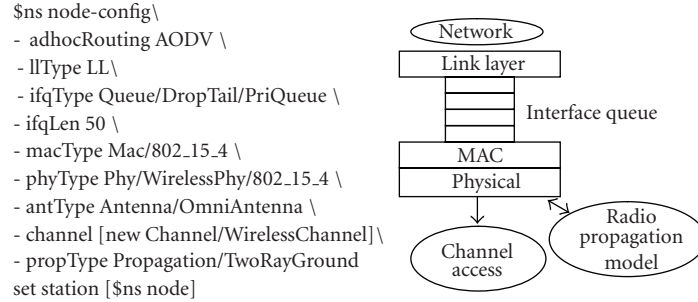 $ns node-config\
- adhocRouting AODV \
- llType LL\
- ifqType Queue/DropTail/PriQueue \
- ifqLen 50 \
- macType Mac/802_15_4 \
- phyType Phy/WirelessPhy/802_15_4 \
- antType Antenna/OmniAntenna \
- channel [new Channel/WirelessChannel]\
- propType Propagation/TwoRayGround
set station [$ns node]
Network
Link layer
Interface queue
MAC
Physical
Channel
access
Radio
propagation
model